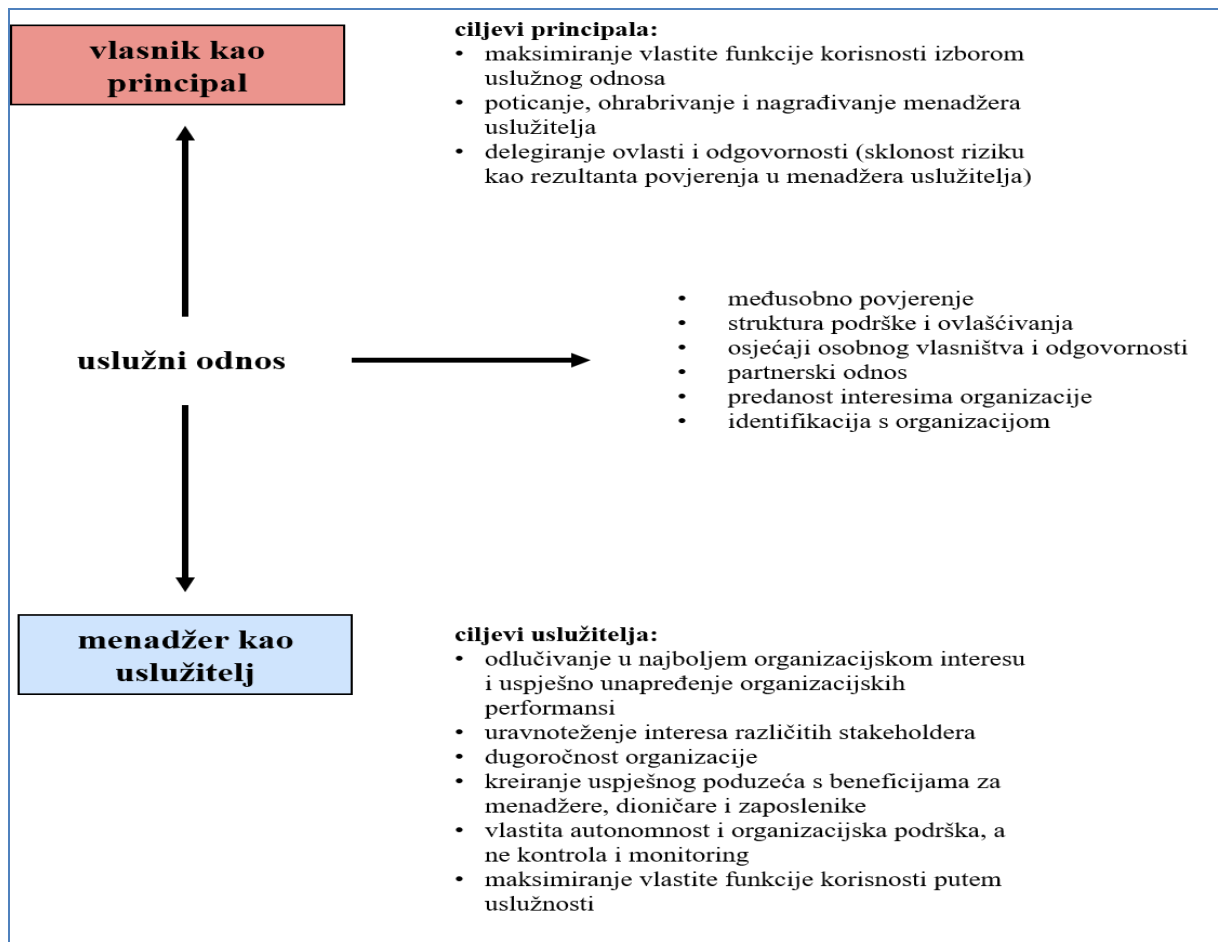 vlasnik kao
principal
ciljevi principala:
• maksimiranje vlastite funkcije korisnosti izborom
uslužnog odnosa
• poticanje, ohrabrivanje i nagrađivanje menadžera
uslužitelja
• delegiranje ovlasti i odgovornosti (sklonost riziku
kao rezultanta povjerenja u menadžera uslužitelja)
uslužni odnos
• međusobno povjerenje
• struktura podrške i ovlašćivanja
• osjećaji osobnog vlasništva i odgovornosti
• partnerski odnos
• predanost interesima organizacije
• identifikacija s organizacijom
menadžer kao
uslužitelj
ciljevi uslužitelja:
• odlučivanje u najboljem organizacijskom interesu
i uspješno unapređenje organizacijskih
performansi
• uravnoteženje interesa različitih stakeholdera
• dugoročnost organizacije
• kreiranje uspješnog poduzeća s beneficijama za
menadžere, dioničare i zaposlenike
• vlastita autonomnost i organizacijska podrška, a
ne kontrola i monitoring
• maksimiranje vlastite funkcije korisnosti putem
uslužnosti